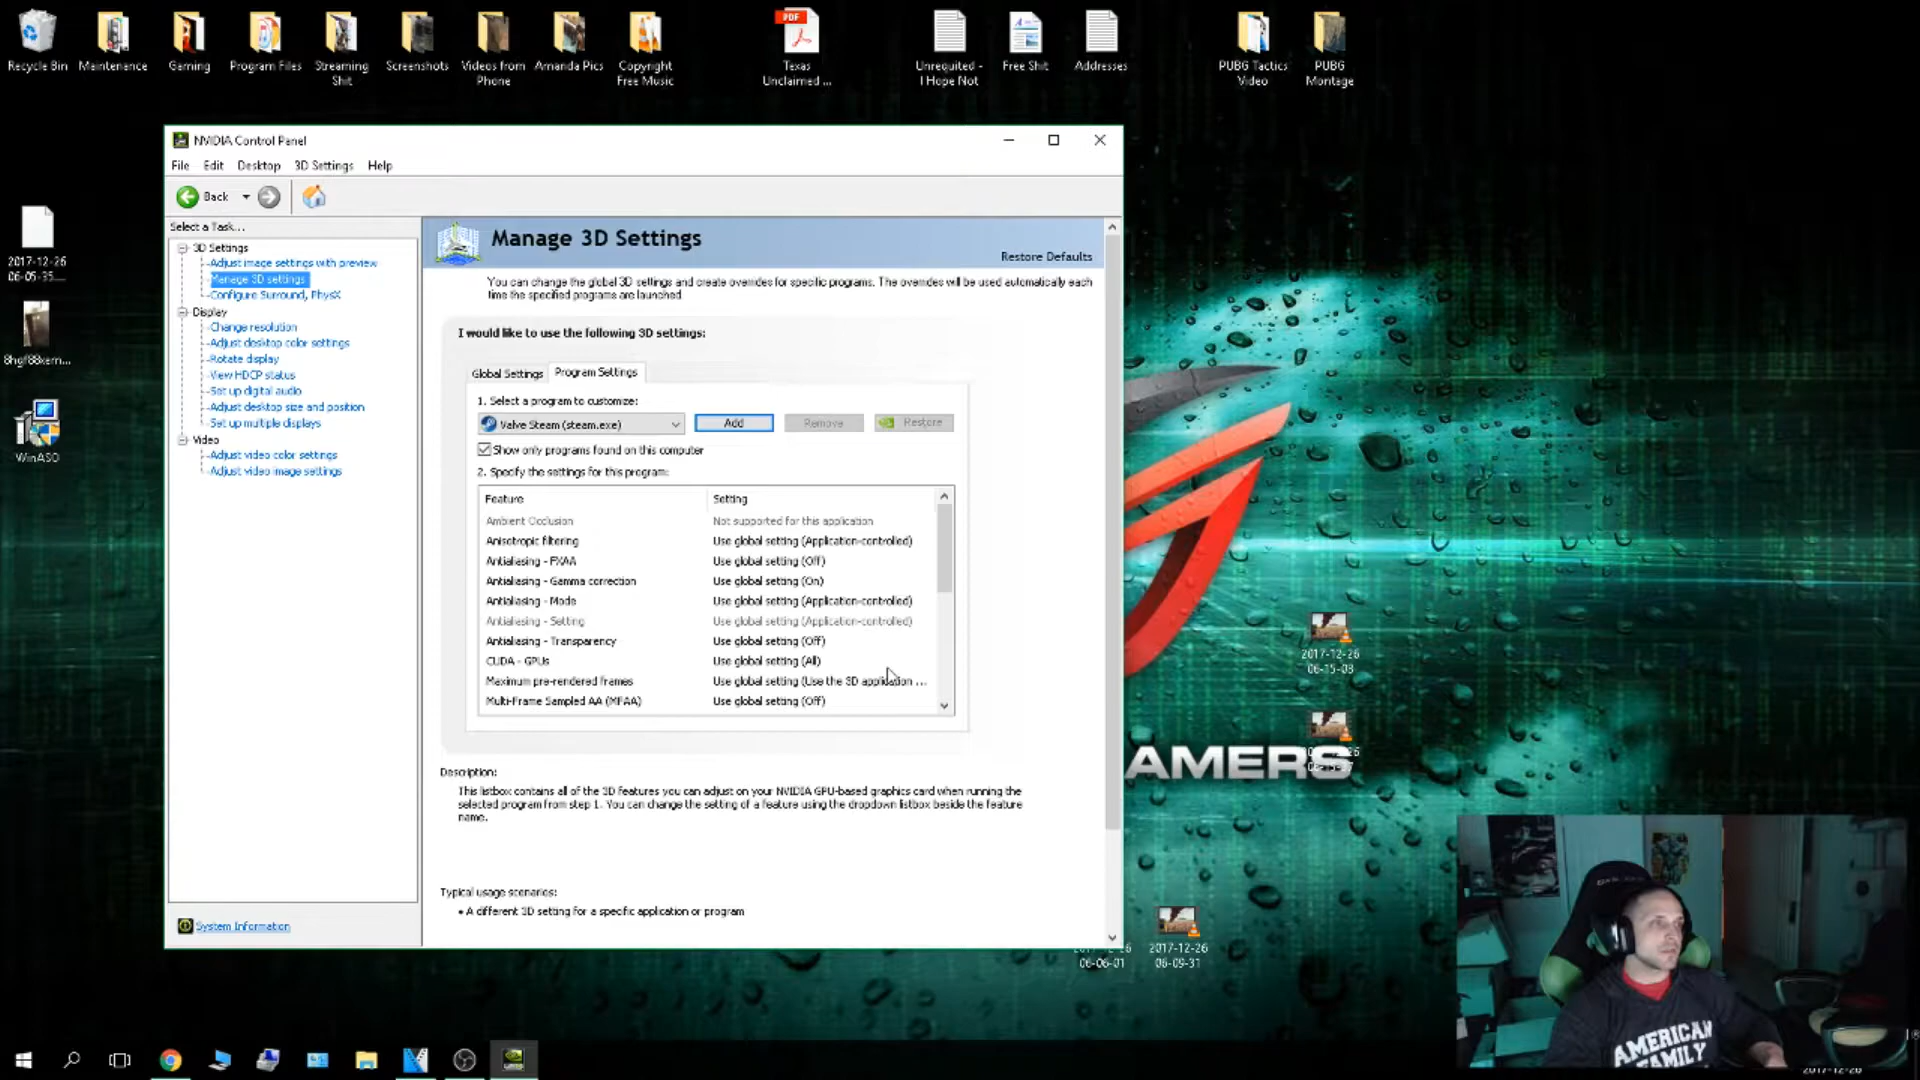 Recycle Bin
Maintenance
Gaming
Program Files
Streaming
Shit
Screenshots
Videos from
Phone
Amanda Pics
Copyright
Free Music
PDF
Texas
Unclaimed ...
Unrequited -
I Hope Not
Free Shit
Addresses
PUBG Tactics
Video
PUBG
Montage
2017-12-26
06-05-35....
8hgf88xem...
WinASO
NVIDIA Control Panel
File Edit Desktop 3D Settings Help
Back
Select a Task...
3D Settings
Adjust image settings with preview
Manage 3D settings
Configure Surround, PhysX
Display
Change resolution
Adjust desktop color settings
Rotate display
View HDCP status
Set up digital audio
Adjust desktop size and position
Set up multiple displays
Video
Adjust video color settings
Adjust video image settings
System Information
Manage 3D Settings
Restore Defaults
You can change the global 3D settings and create overrides for specific programs. The overrides will be used automatically each
time the specified programs are launched.
I would like to use the following 3D settings:
Global Settings Program Settings
1. Select a program to customize:
Valve Steam (steam.exe) Add Remove Restore
Show only programs found on this computer
2. Specify the settings for this program:
Feature Setting
Ambient Occlusion Not supported for this application
Anisotropic filtering Use global setting (Application-controlled)
Antialiasing - FXAA Use global setting (Off)
Antialiasing - Gamma correction Use global setting (On)
Antialiasing - Mode Use global setting (Application-controlled)
Antialiasing - Setting Use global setting (Application-controlled)
Antialiasing - Transparency Use global setting (Off)
CUDA - GPUs Use global setting (All)
Maximum pre-rendered frames Use global setting (Use the 3D application ...
Multi-Frame Sampled AA (MFAA) Use global setting (Off)
Description:
This listbox contains all of the 3D features you can adjust on your NVIDIA GPU-based graphics card when running the
selected program from step 1. You can change the setting of a feature using the dropdown listbox beside the feature
name.
Typical usage scenarios:
• A different 3D setting for a specific application or program
2017-12-26
06-15-03
AMERS
06-06-01
2017-12-26
06-09-31
AMERICAN
FAMILY
2017-12-26